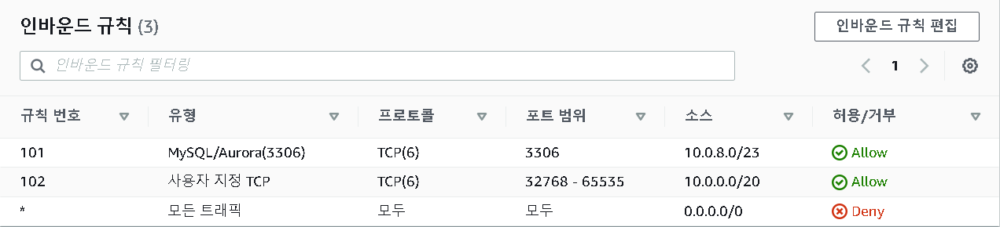 인바운드 규칙 (3)
인바운드 규칙 편집
인바운드 규칙 필터링
1
규칙 번호 유형 프로토콜 포트 범위 소스 허용/거부
101 MySQL/Aurora(3306) TCP(6) 3306 10.0.8.0/23 Allow
102 사용자 지정 TCP TCP(6) 32768 - 65535 10.0.0.0/20 Allow
* 모든 트래픽 모두 모두 0.0.0.0/0 Deny